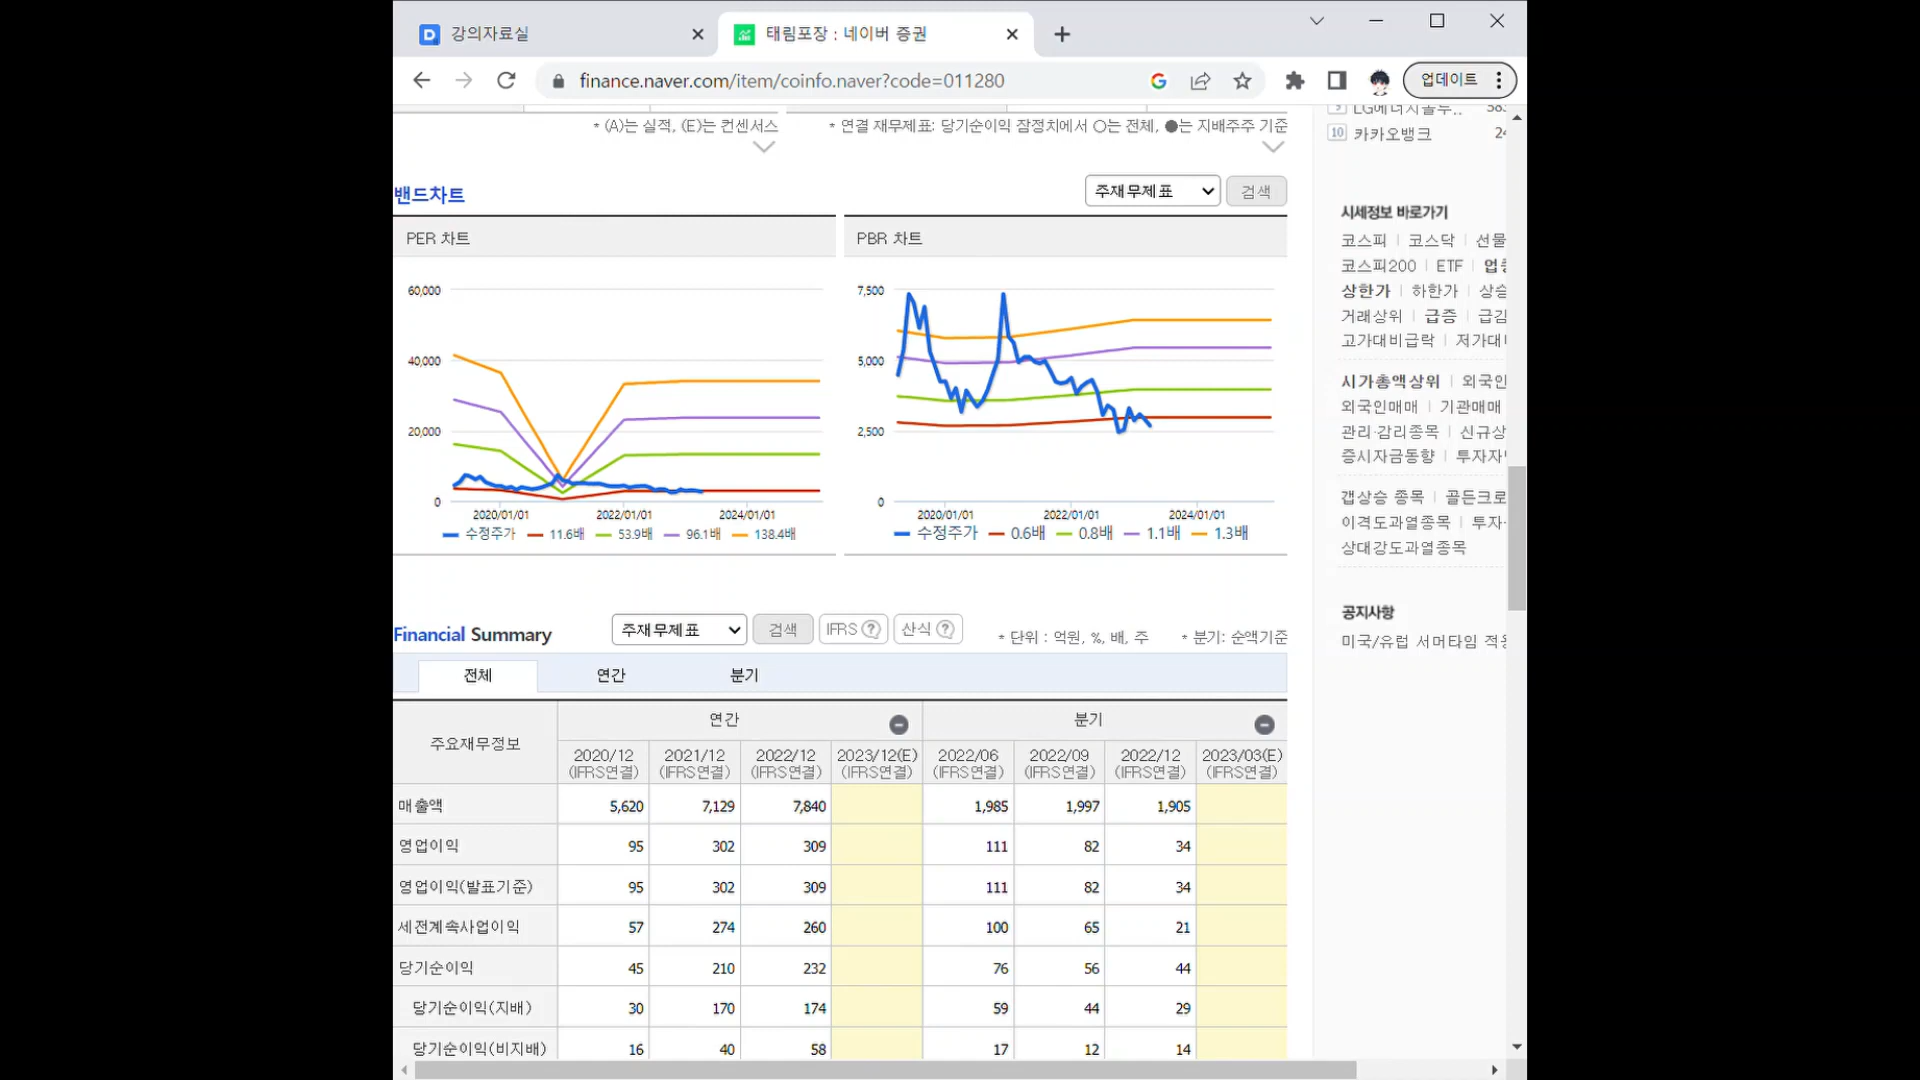 강의자료실
태림포장 : 네이버 증권
finance.naver.com/item/coinfo.naver?code=011280
업데이트
* (A)는 실적, (E)는 컨센서스
* 연결 재무제표: 당기순이익 잠정치에서 ○는 전체, ●는 지배주주 기준
밴드차트
주재무제표
검색
PER 차트
60,000
40,000
20,000
0
2020/01/01 2022/01/01 2024/01/01
수정주가 11.6배 53.9배 96.1배 138.4배
PBR 차트
7,500
5,000
2,500
0
2020/01/01 2022/01/01 2024/01/01
수정주가 0.6배 0.8배 1.1배 1.3배
Financial Summary
주재무제표
검색
IFRS ?
산식 ?
* 단위 : 억원, %, 배, 주 * 분기: 순액기준
전체 연간 분기
주요재무정보 연간 분기
2020/12 2021/12 2022/12 2023/12(E) 2022/06 2022/09 2022/12 2023/03(E)
(IFRS연결) (IFRS연결) (IFRS연결) (IFRS연결) (IFRS연결) (IFRS연결) (IFRS연결) (IFRS연결)
매출액 5,620 7,129 7,840 1,985 1,997 1,905
영업이익 95 302 309 111 82 34
영업이익(발표기준) 95 302 309 111 82 34
세전계속사업이익 57 274 260 100 65 21
당기순이익 45 210 232 76 56 44
당기순이익(지배) 30 170 174 59 44 29
당기순이익(비지배) 16 40 58 17 12 14
10 카카오뱅크
시세정보 바로가기
코스피 코스닥 선물
코스피200 ETF
상한가 하한가
거래상위 급증 급감
고가대비급락
시가총액상위 외국인
외국인매매 기관매매
관리·감리종목
증시자금동향
갭상승 종목
이격도과열종목
상대강도과열종목
공지사항
미국/유럽 서머타임